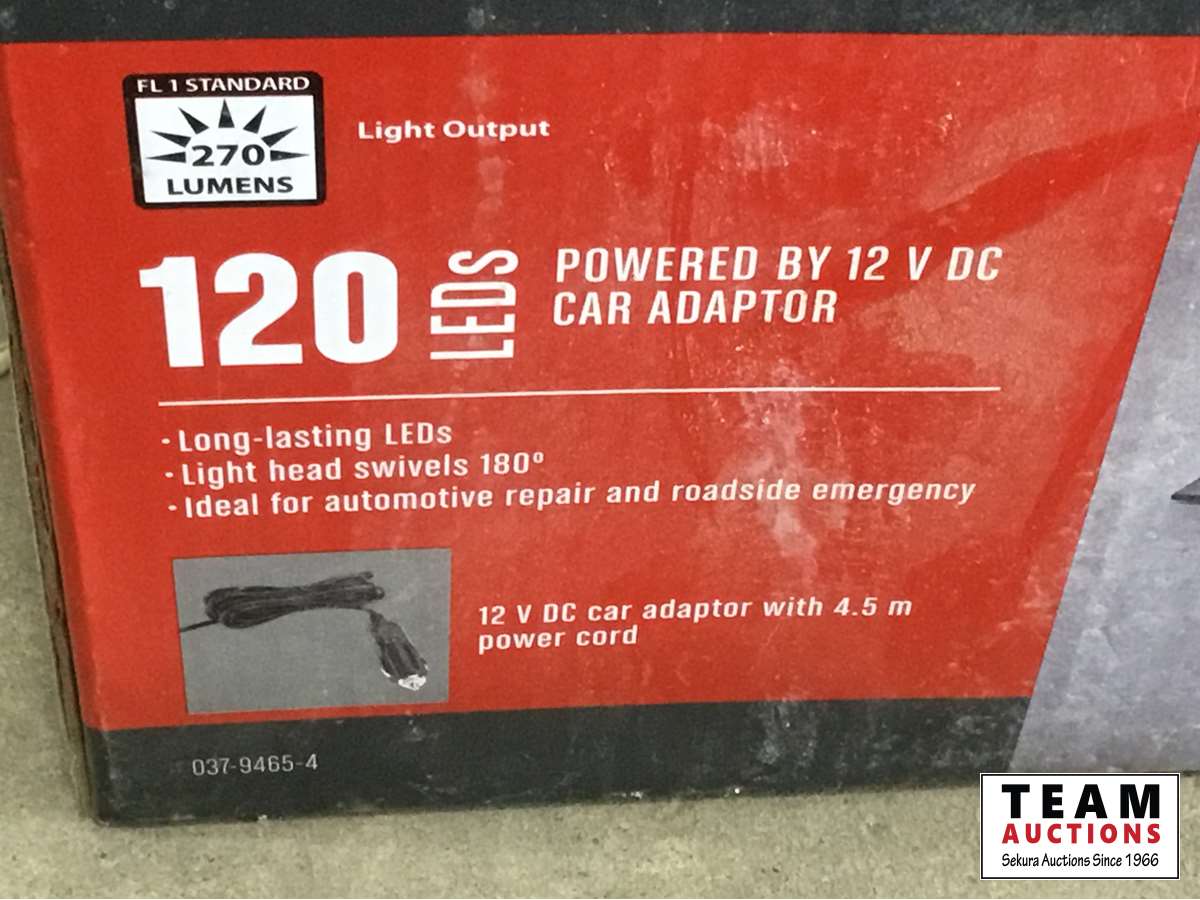 FL 1 STANDARD
270
LUMENS
Light Output
120 LEDS
POWERED BY 12 V DC
CAR ADAPTOR
· Long-lasting LEDs
· Light head swivels 180º
· Ideal for automotive repair and roadside emergency
12 V DC car adaptor with 4.5 m
power cord
037-9465-4
TEAM
AUCTIONS
Sekura Auctions Since 1966